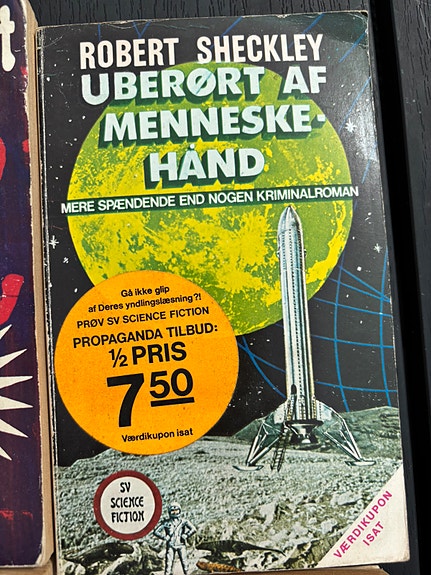 ROBERT SHECKLEY
UBERØRT AF
MENNESKE-
HÅND
MERE SPÆNDENDE END NOGEN KRIMINALROMAN
Gå ikke glip
af Deres yndlingslæsning?!
PRØV SV SCIENCE FICTION
PROPAGANDA TILBUD:
½ PRIS
7 50
Værdikupon isat
SV
SCIENCE
FICTION
VÆRDIKUPON
ISAT